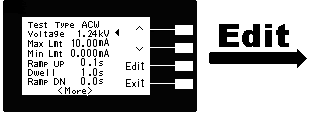 Test Type ACW
Voltage 1.24kV
Max Lmt 10.00mA
Min Lmt 0.000mA
Ramp UP 0.1s
Dwell 1.0s
Ramp DN 0.0s
<More>
Edit
Exit
Edit